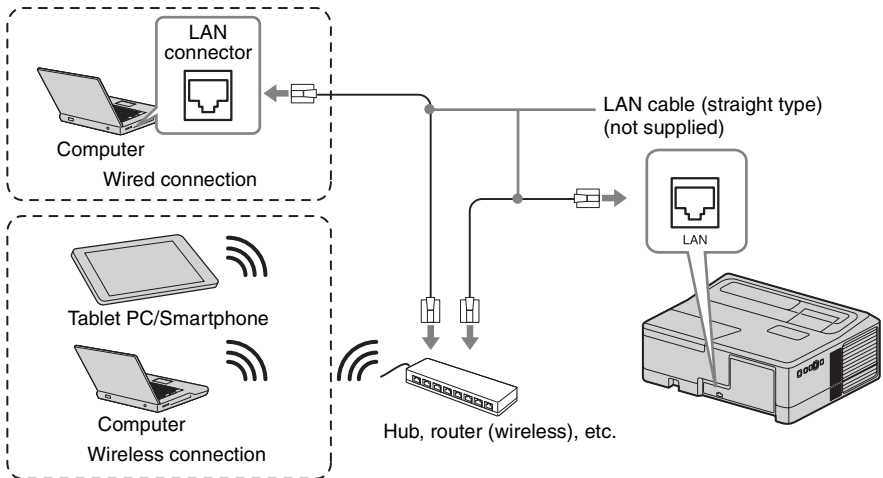 LAN
connector
Computer
Wired connection
LAN cable (straight type)
(not supplied)
LAN
Tablet PC/Smartphone
Computer
Wireless connection
Hub, router (wireless), etc.